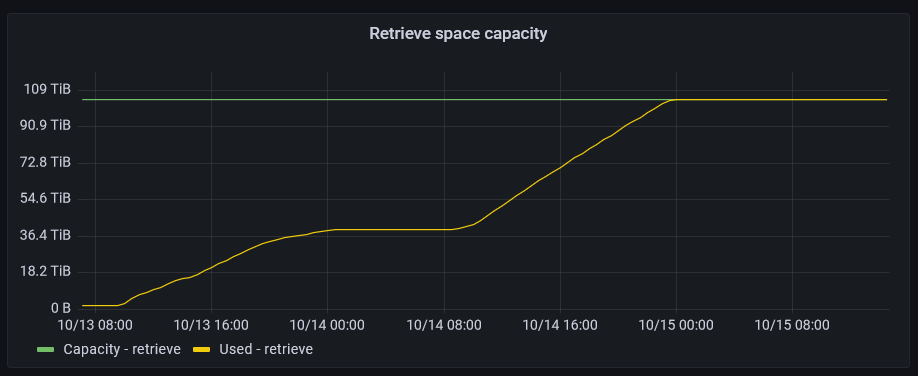 Retrieve space capacity
109 TiB
90.9 TiB
72.8 TiB
54.6 TiB
36.4 TiB
18.2 TiB
0 B
10/13 08:00 10/13 16:00 10/14 00:00 10/14 08:00 10/14 16:00 10/15 00:00 10/15 08:00
Capacity - retrieve Used - retrieve